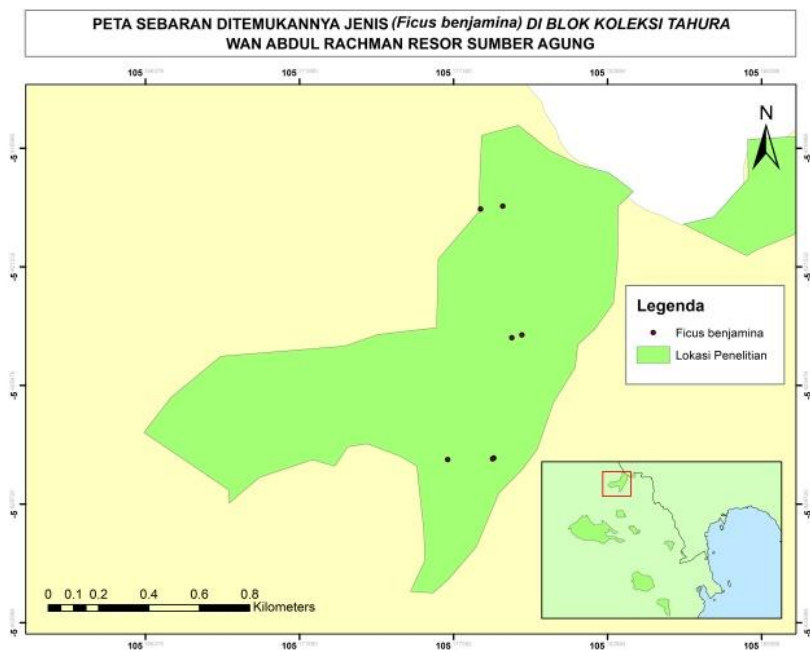 PETA SEBARAN DITEMUKANNYA JENIS (Ficus benjamina) DI BLOK KOLEKSI TAHURA
WAN ABDUL RACHMAN RESOR SUMBER AGUNG
105 105 105 105 105
N
-5
-5
-5
-5
-5
Legenda
Ficus benjamina
Lokasi Penelitian
0 0.1 0.2 0.4 0.6 0.8
Kilometers
105 105 105 105 105